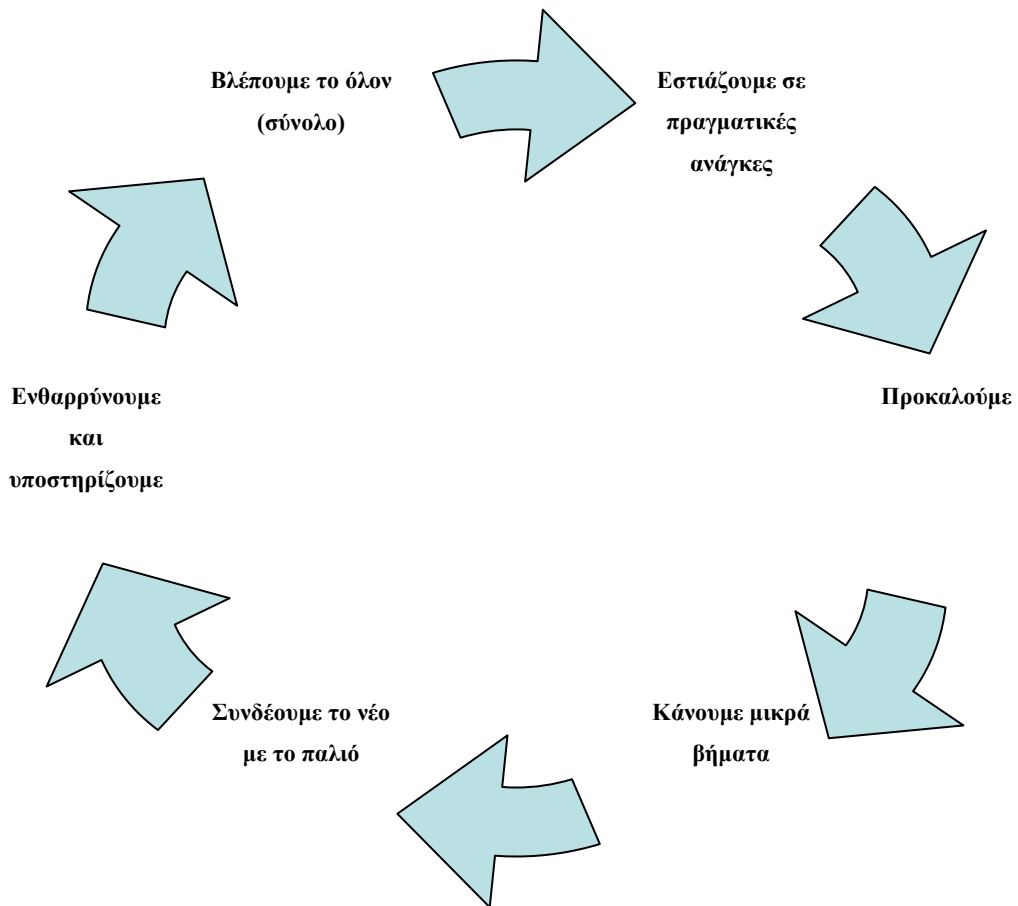 Βλέπουμε το όλον
(σύνολο)
Εστιάζουμε σε
πραγματικές
ανάγκες
Προκαλούμε
Κάνουμε μικρά
βήματα
Συνδέουμε το νέο
με το παλιό
Ενθαρρύνουμε
και
υποστηρίζουμε